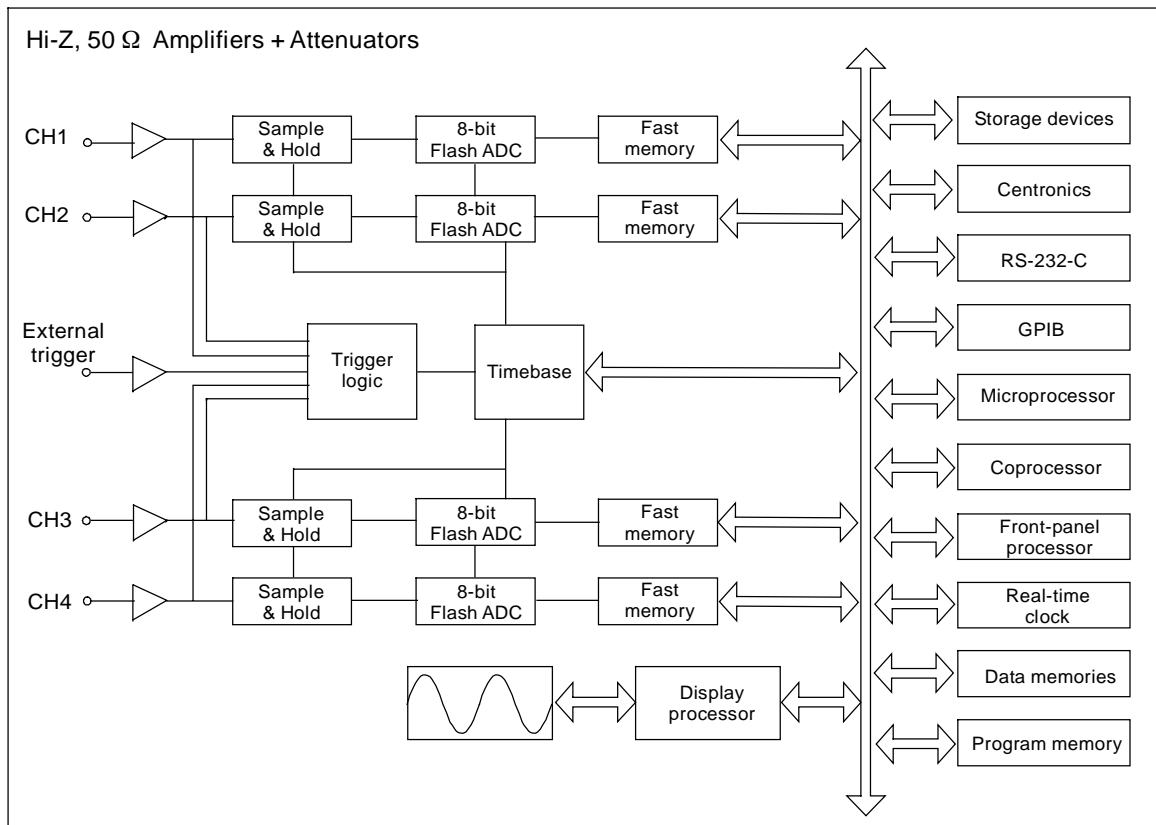 Hi-Z, 50 Ω Amplifiers + Attenuators
CH1
Sample
& Hold
8-bit
Flash ADC
Fast
memory
Storage devices
CH2
Sample
& Hold
8-bit
Flash ADC
Fast
memory
Centronics
RS-232-C
External
trigger
Trigger
logic
Timebase
GPIB
Microprocessor
Coprocessor
CH3
Sample
& Hold
8-bit
Flash ADC
Fast
memory
Front-panel
processor
CH4
Sample
& Hold
8-bit
Flash ADC
Fast
memory
Real-time
clock
Display
processor
Data memories
Program memory